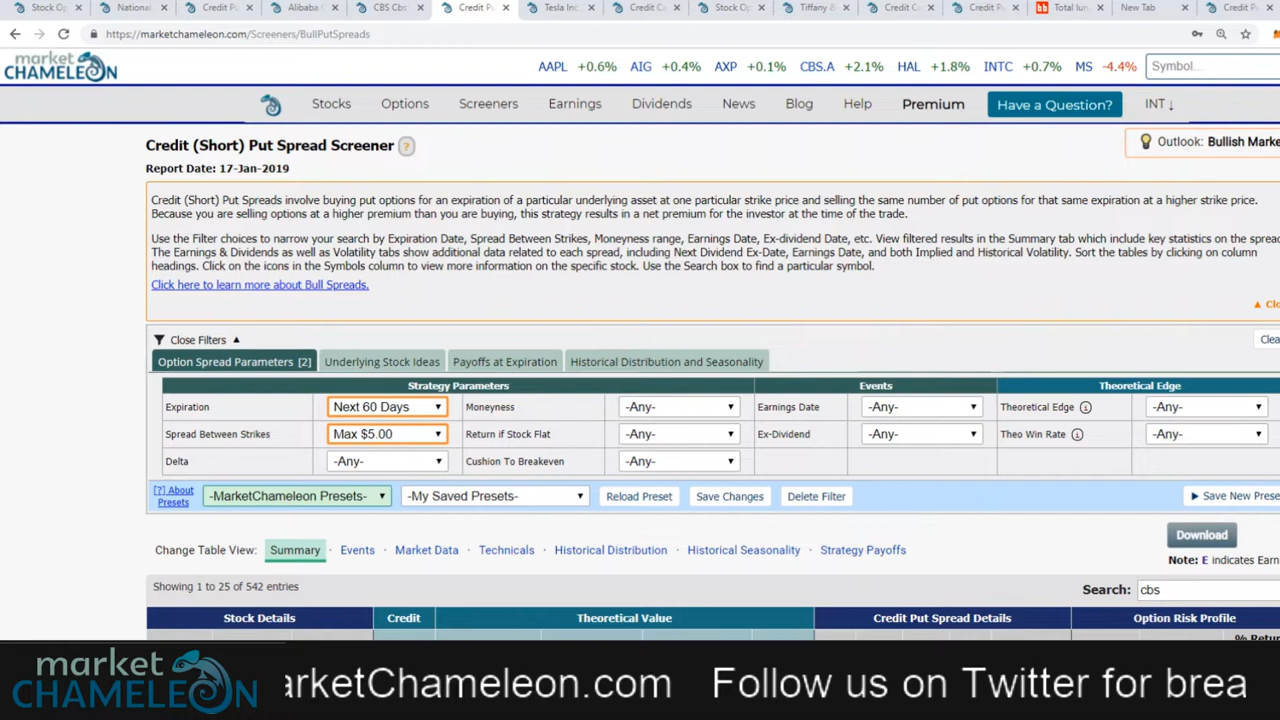 Stock Op
National
Credit Pu
Alibaba
CBS Cbs
Credit P
Tesla Inc
Credit Ca
Stock Op
Tiffany &
Credit C
Credit Pu
Total lun
New Tab
Credit Pu
https://marketchameleon.com/Screeners/BullPutSpreads
market
CHAMELEON
AAPL +0.6% AIG +0.4% AXP +0.1% CBS.A +2.1% HAL +1.8% INTC +0.7% MS -4.4%
Symbol...
Stocks Options Screeners Earnings Dividends News Blog Help Premium Have a Question? INT ↓
Credit (Short) Put Spread Screener ?
Outlook: Bullish Marke
Report Date: 17-Jan-2019
Credit (Short) Put Spreads involve buying put options for an expiration of a particular underlying asset at one particular strike price and selling the same number of put options for that same expiration at a higher strike price.
Because you are selling options at a higher premium than you are buying, this strategy results in a net premium for the investor at the time of the trade.
Use the Filter choices to narrow your search by Expiration Date, Spread Between Strikes, Moneyness range, Earnings Date, Ex-dividend Date, etc. View filtered results in the Summary tab which include key statistics on the sprea
The Earnings & Dividends as well as Volatility tabs show additional data related to each spread, including Next Dividend Ex-Date, Earnings Date, and both Implied and Historical Volatility. Sort the tables by clicking on column
headings. Click on the icons in the Symbols column to view more information on the specific stock. Use the Search box to find a particular symbol.
Click here to learn more about Bull Spreads.
▲ Clo
Close Filters ▲
Clea
Option Spread Parameters [2] Underlying Stock Ideas Payoffs at Expiration Historical Distribution and Seasonality
Strategy Parameters Events Theoretical Edge
Expiration Next 60 Days Moneyness -Any- Earnings Date -Any- Theoretical Edge -Any-
Spread Between Strikes Max $5.00 Return if Stock Flat -Any- Ex-Dividend -Any- Theo Win Rate -Any-
Delta -Any- Cushion To Breakeven -Any-
[?] About
Presets
-MarketChameleon Presets- -My Saved Presets- Reload Preset Save Changes Delete Filter ► Save New Prese
Change Table View: Summary · Events · Market Data · Technicals · Historical Distribution · Historical Seasonality · Strategy Payoffs
Download
Note: E indicates Earn
Showing 1 to 25 of 542 entries
Search: cbs
Stock Details Credit Theoretical Value Credit Put Spread Details Option Risk Profile
% Retur
market
CHAMELEON
arketChameleon.com Follow us on Twitter for brea